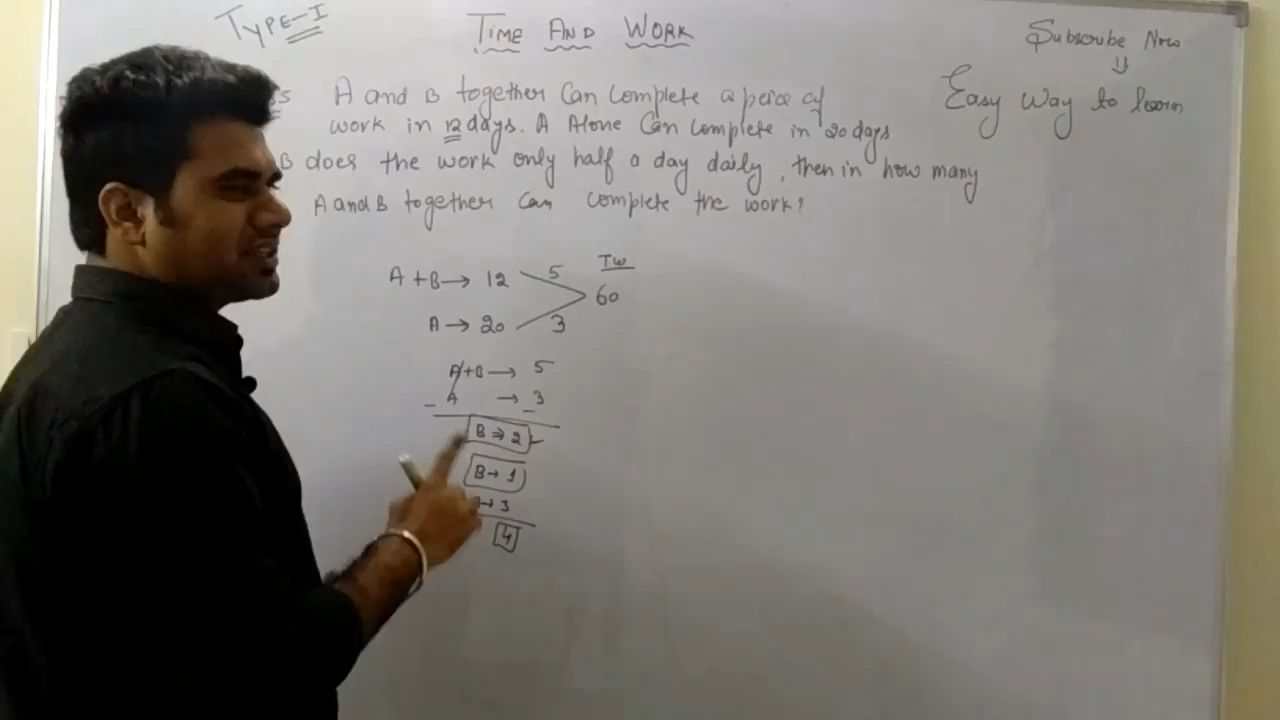 TYPE-I
TIME AND WORK
Subscribe Now
Easy Way to learn
A and B together Can Complete a peice of
work in 12 days. A Alone Can Complete in 20 days
B does the work only half a day daily, then in how many
A and B together Can complete the work?
A+B→ 12 5 TW
60
A→ 20 3
A+B→ 5
- A → - 3
B⇒ 2
B→ 1
→ 3
4